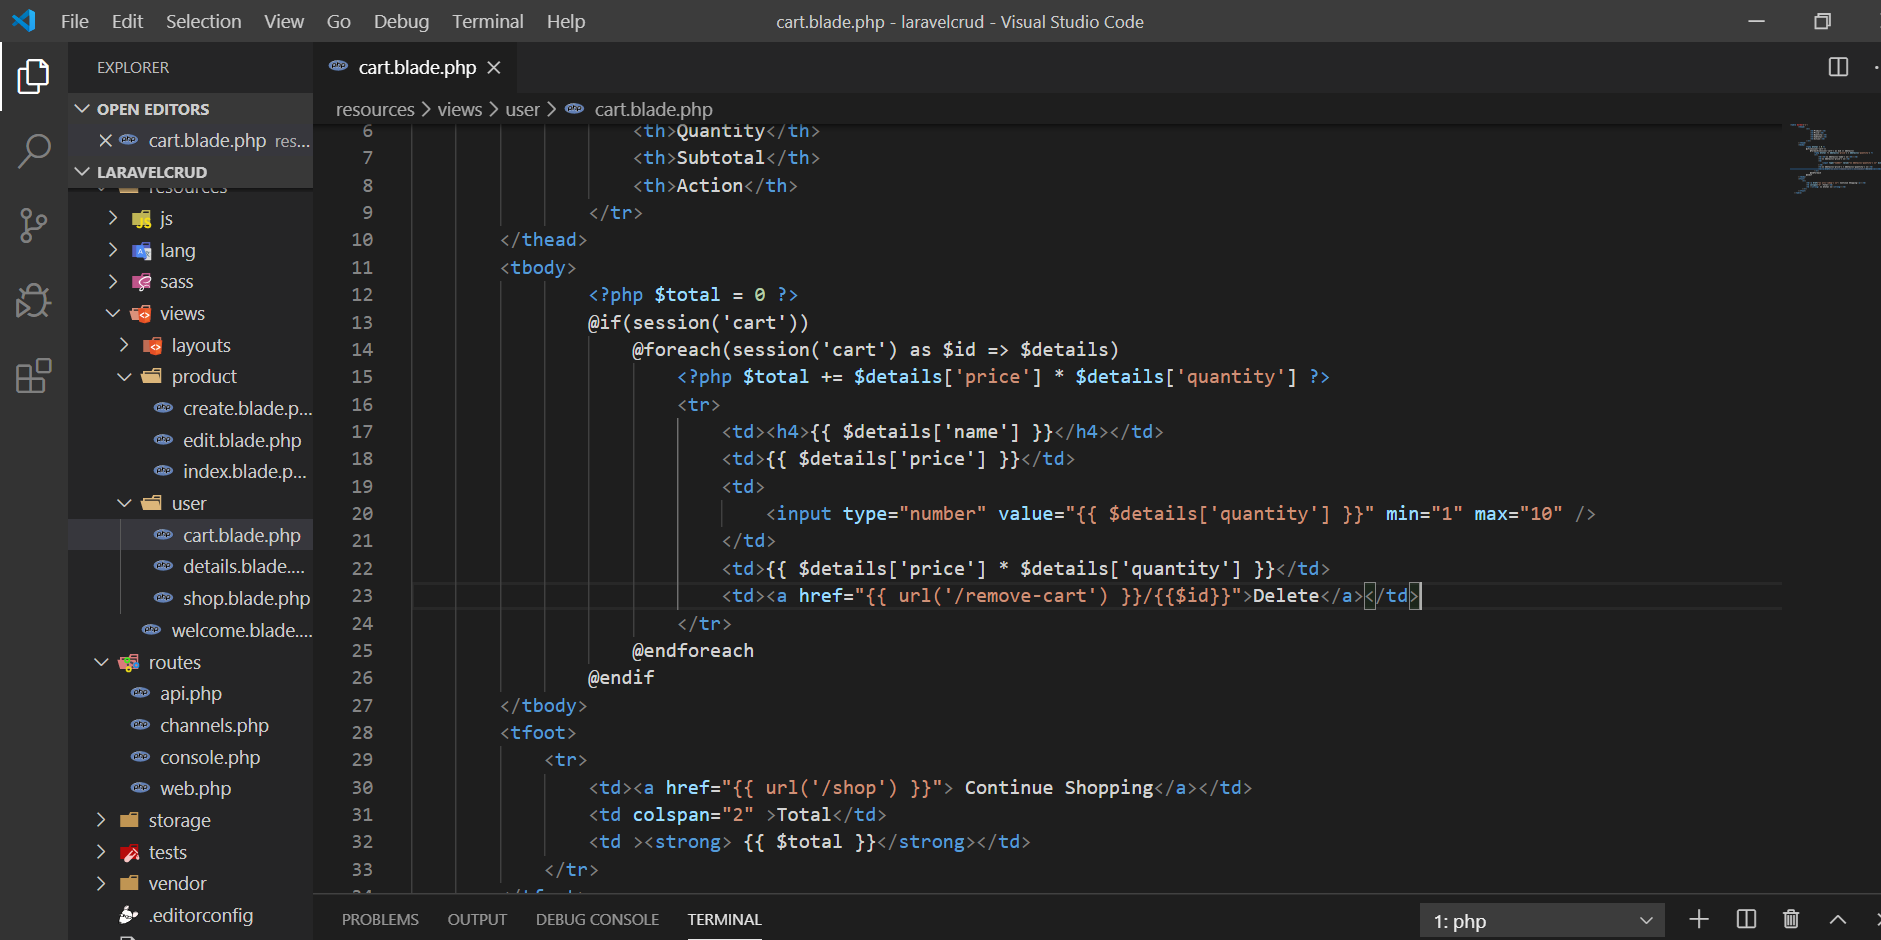 File Edit Selection View Go Debug Terminal Help
cart.blade.php - laravelcrud - Visual Studio Code
EXPLORER
OPEN EDITORS
cart.blade.php res...
LARAVELCRUD
resources
js
lang
sass
views
layouts
product
create.blade.p...
edit.blade.php
index.blade.p...
user
cart.blade.php
details.blade....
shop.blade.php
welcome.blade....
routes
api.php
channels.php
console.php
web.php
storage
tests
vendor
.editorconfig
cart.blade.php
resources > views > user > cart.blade.php
6 <th>Quantity</th>
7 <th>Subtotal</th>
8 <th>Action</th>
9 </tr>
10 </thead>
11 <tbody>
12 <?php $total = 0 ?>
13 @if(session('cart'))
14 @foreach(session('cart') as $id => $details)
15 <?php $total += $details['price'] * $details['quantity'] ?>
16 <tr>
17 <td><h4>{{ $details['name'] }}</h4></td>
18 <td>{{ $details['price'] }}</td>
19 <td>
20 <input type="number" value="{{ $details['quantity'] }}" min="1" max="10" />
21 </td>
22 <td>{{ $details['price'] * $details['quantity'] }}</td>
23 <td><a href="{{ url('/remove-cart') }}/{{$id}}">Delete</a></td>
24 </tr>
25 @endforeach
26 @endif
27 </tbody>
28 <tfoot>
29 <tr>
30 <td><a href="{{ url('/shop') }}"> Continue Shopping</a></td>
31 <td colspan="2" >Total</td>
32 <td ><strong> {{ $total }}</strong></td>
33 </tr>
PROBLEMS OUTPUT DEBUG CONSOLE TERMINAL
1: php